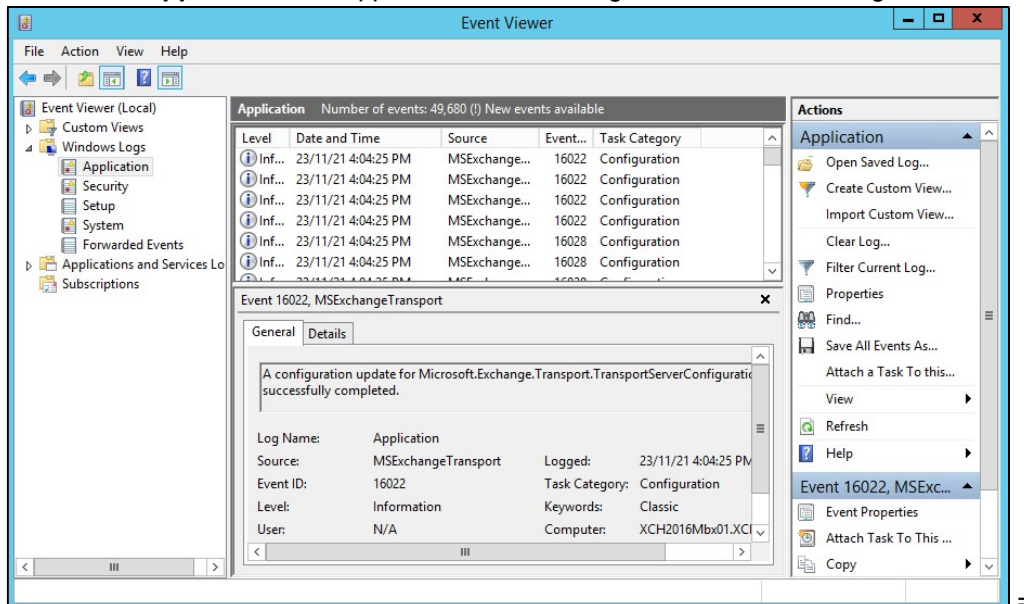 Event Viewer
File Action View Help
Event Viewer (Local)
Custom Views
Windows Logs
Application
Security
Setup
System
Forwarded Events
Applications and Services Lo
Subscriptions
Application Number of events: 49,680 (!) New events available
Level Date and Time Source Event... Task Category
Inf... 23/11/21 4:04:25 PM MSExchange... 16022 Configuration
Inf... 23/11/21 4:04:25 PM MSExchange... 16022 Configuration
Inf... 23/11/21 4:04:25 PM MSExchange... 16022 Configuration
Inf... 23/11/21 4:04:25 PM MSExchange... 16022 Configuration
Inf... 23/11/21 4:04:25 PM MSExchange... 16028 Configuration
Inf... 23/11/21 4:04:25 PM MSExchange... 16028 Configuration
Event 16022, MSExchangeTransport
General Details
A configuration update for Microsoft.Exchange.Transport.TransportServerConfiguratic
successfully completed.
Log Name: Application
Source: MSExchangeTransport Logged: 23/11/21 4:04:25 PM
Event ID: 16022 Task Category: Configuration
Level: Information Keywords: Classic
User: N/A Computer: XCH2016Mbx01.XCI
Actions
Application
Open Saved Log...
Create Custom View...
Import Custom View...
Clear Log...
Filter Current Log...
Properties
Find...
Save All Events As...
Attach a Task To this...
View
Refresh
Help
Event 16022, MSExc...
Event Properties
Attach Task To This ...
Copy